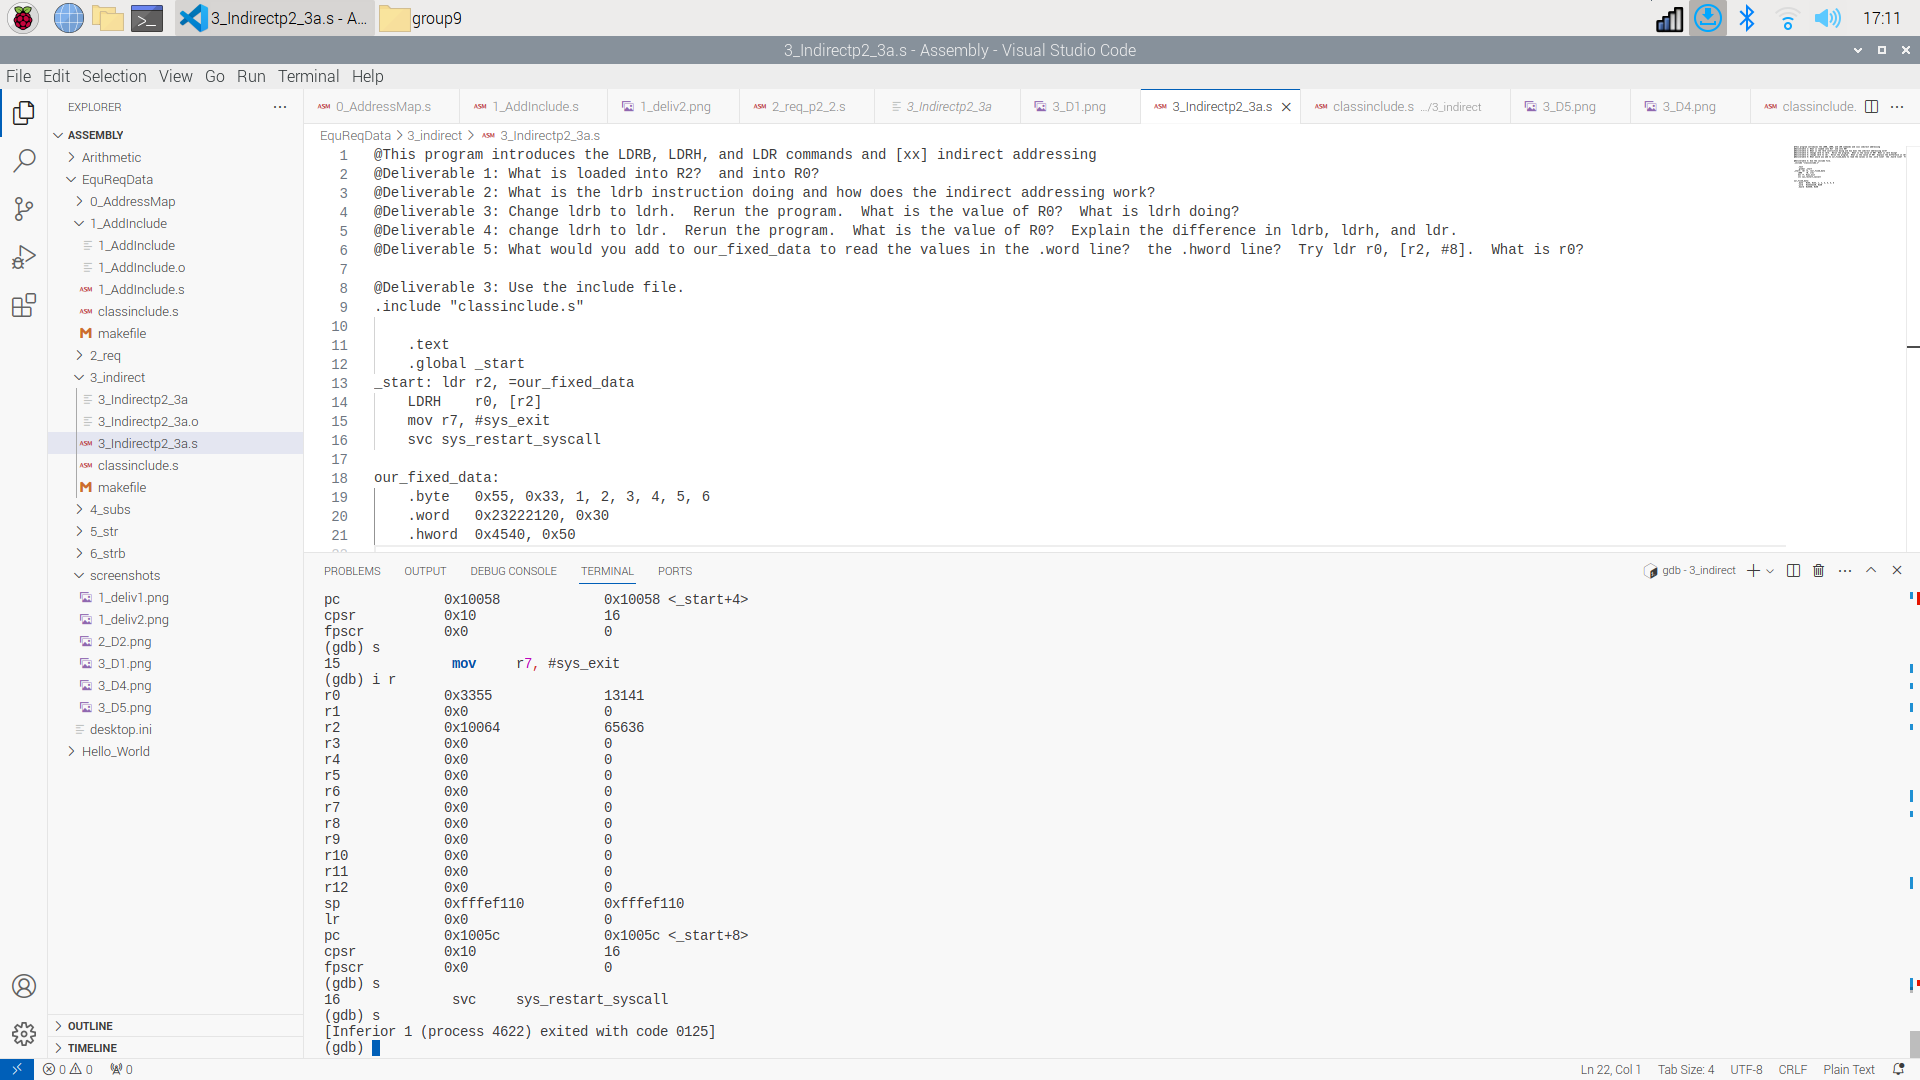 3_Indirectp2_3a.s - A...
group9
17:11
3_Indirectp2_3a.s - Assembly - Visual Studio Code
File Edit Selection View Go Run Terminal Help
EXPLORER
ASSEMBLY
Arithmetic
EquReqData
0_AddressMap
1_AddInclude
1_AddInclude
1_AddInclude.o
ASM 1_AddInclude.s
ASM classinclude.s
M makefile
2_req
3_indirect
3_Indirectp2_3a
3_Indirectp2_3a.o
ASM 3_Indirectp2_3a.s
ASM classinclude.s
M makefile
4_subs
5_str
6_strb
screenshots
1_deliv1.png
1_deliv2.png
2_D2.png
3_D1.png
3_D4.png
3_D5.png
desktop.ini
Hello_World
OUTLINE
TIMELINE
ASM 0_AddressMap.s ASM 1_AddInclude.s 1_deliv2.png ASM 2_req_p2_2.s 3_Indirectp2_3a 3_D1.png ASM 3_Indirectp2_3a.s ASM classinclude.s .../3_indirect 3_D5.png 3_D4.png ASM classinclude.
EquReqData > 3_indirect > ASM 3_Indirectp2_3a.s
1 @This program introduces the LDRB, LDRH, and LDR commands and [xx] indirect addressing
2 @Deliverable 1: What is loaded into R2?  and into R0?
3 @Deliverable 2: What is the ldrb instruction doing and how does the indirect addressing work?
4 @Deliverable 3: Change ldrb to ldrh.  Rerun the program.  What is the value of R0?  What is ldrh doing?
5 @Deliverable 4: change ldrh to ldr.  Rerun the program.  What is the value of R0?  Explain the difference in ldrb, ldrh, and ldr.
6 @Deliverable 5: What would you add to our_fixed_data to read the values in the .word line?  the .hword line?  Try ldr r0, [r2, #8].  What is r0?
7
8 @Deliverable 3: Use the include file.
9 .include "classinclude.s"
10
11 .text
12 .global _start
13 _start: ldr r2, =our_fixed_data
14 LDRH r0, [r2]
15 mov r7, #sys_exit
16 svc sys_restart_syscall
17
18 our_fixed_data:
19 .byte 0x55, 0x33, 1, 2, 3, 4, 5, 6
20 .word 0x23222120, 0x30
21 .hword 0x4540, 0x50
PROBLEMS OUTPUT DEBUG CONSOLE TERMINAL PORTS
gdb - 3_indirect
pc 0x10058 0x10058 <_start+4>
cpsr 0x10 16
fpscr 0x0 0
(gdb) s
15 mov r7, #sys_exit
(gdb) i r
r0 0x3355 13141
r1 0x0 0
r2 0x10064 65636
r3 0x0 0
r4 0x0 0
r5 0x0 0
r6 0x0 0
r7 0x0 0
r8 0x0 0
r9 0x0 0
r10 0x0 0
r11 0x0 0
r12 0x0 0
sp 0xfffef110 0xfffef110
lr 0x0 0
pc 0x1005c 0x1005c <_start+8>
cpsr 0x10 16
fpscr 0x0 0
(gdb) s
16 svc sys_restart_syscall
(gdb) s
[Inferior 1 (process 4622) exited with code 0125]
(gdb)
0 0 0
Ln 22, Col 1 Tab Size: 4 UTF-8 CRLF Plain Text